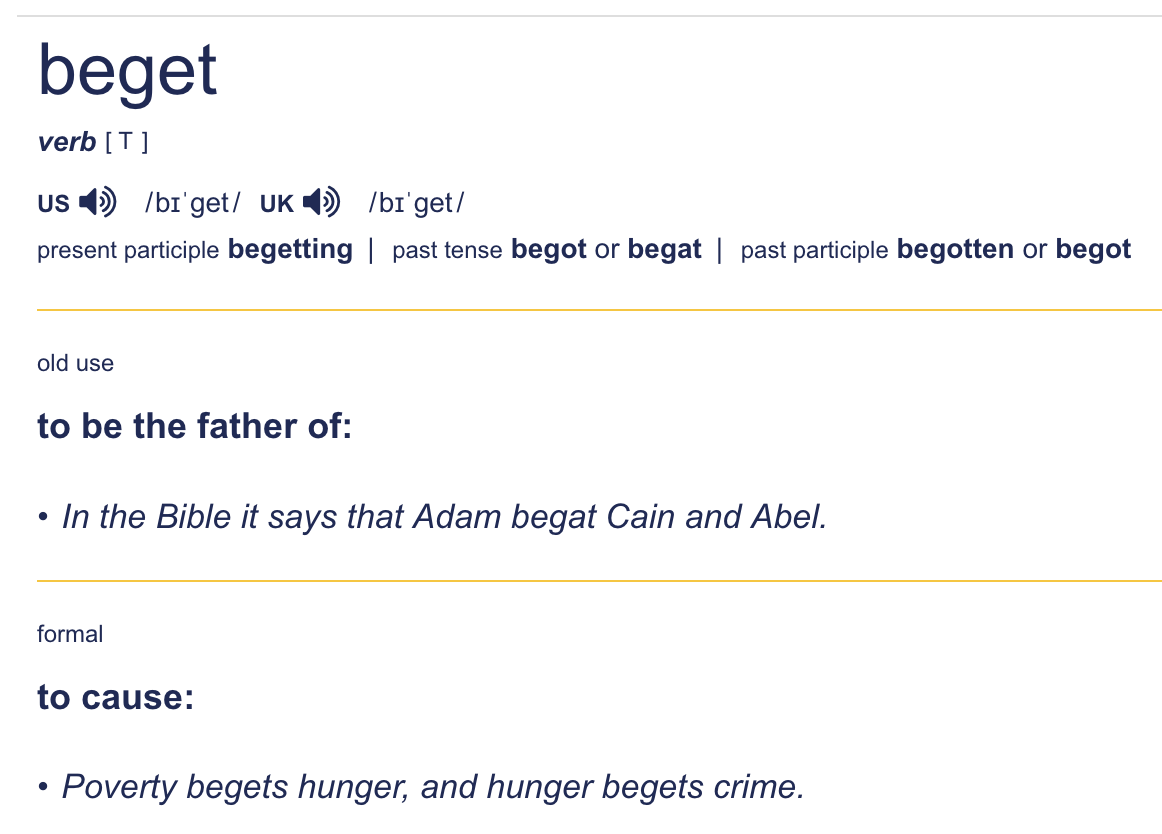 beget
verb [ T ]
US /bɪˈɡet/ UK /bɪˈɡet/
present participle begetting | past tense begot or begat | past participle begotten or begot
old use
to be the father of:
• In the Bible it says that Adam begat Cain and Abel.
formal
to cause:
• Poverty begets hunger, and hunger begets crime.